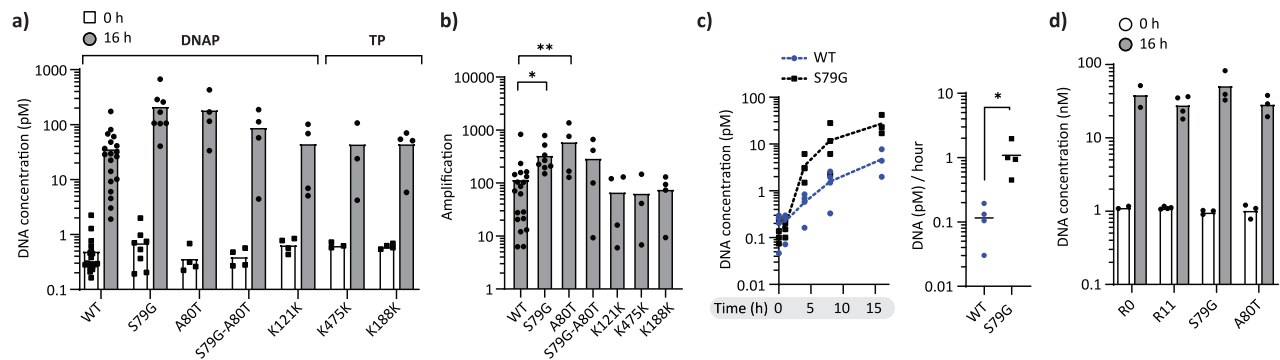 a)
0 h
16 h
DNAP
TP
DNA concentration (pM)
1000
100
10
1
0.1
WT
S79G
A80T
S79G-A80T
K121K
K475K
K188K
b)
**
*
Amplification
10000
1000
100
10
1
WT
S79G
A80T
S79G-A80T
K121K
K475K
K188K
c)
WT
S79G
DNA concentration (pM)
100
10
1
0.1
0.01
Time (h)
0
5
10
15
*
DNA (pM) / hour
10
1
0.1
0.01
WT
S79G
d)
0 h
16 h
DNA concentration (nM)
100
10
1
0.1
R0
R11
S79G
A80T